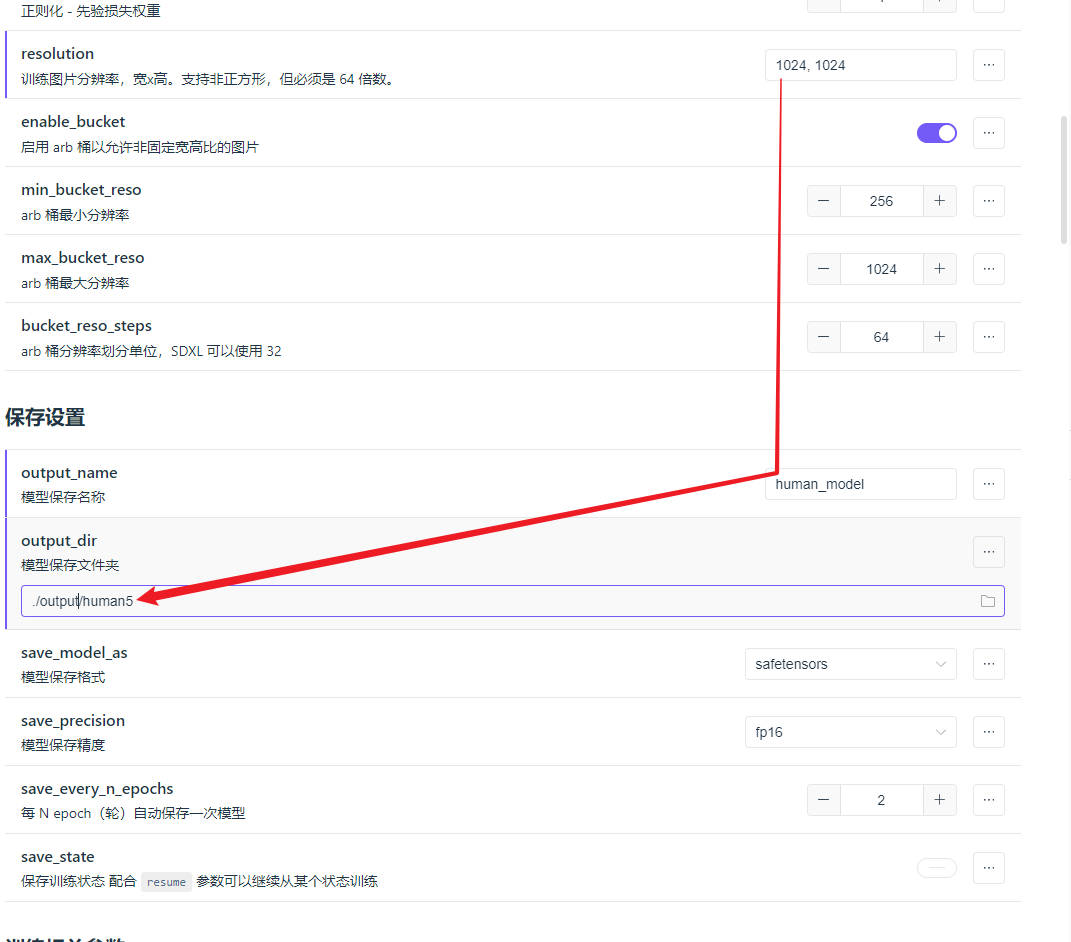 正则化 - 先验损失权重
resolution
训练图片分辨率，宽x高。支持非正方形，但必须是 64 倍数。
1024, 1024
enable_bucket
启用 arb 桶以允许非固定宽高比的图片
min_bucket_reso
arb 桶最小分辨率
256
max_bucket_reso
arb 桶最大分辨率
1024
bucket_reso_steps
arb 桶分辨率划分单位，SDXL 可以使用 32
64
保存设置
output_name
模型保存名称
human_model
output_dir
模型保存文件夹
./output/human5
save_model_as
模型保存格式
safetensors
save_precision
模型保存精度
fp16
save_every_n_epochs
每 N epoch（轮）自动保存一次模型
2
save_state
保存训练状态 配合 resume 参数可以继续从某个状态训练